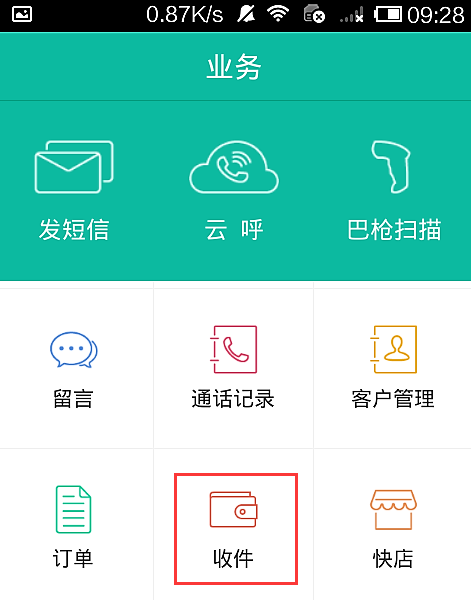 0.87K/s 09:28
业务
发短信 云 呼 巴枪扫描
留言 通话记录 客户管理
订单 收件 快店